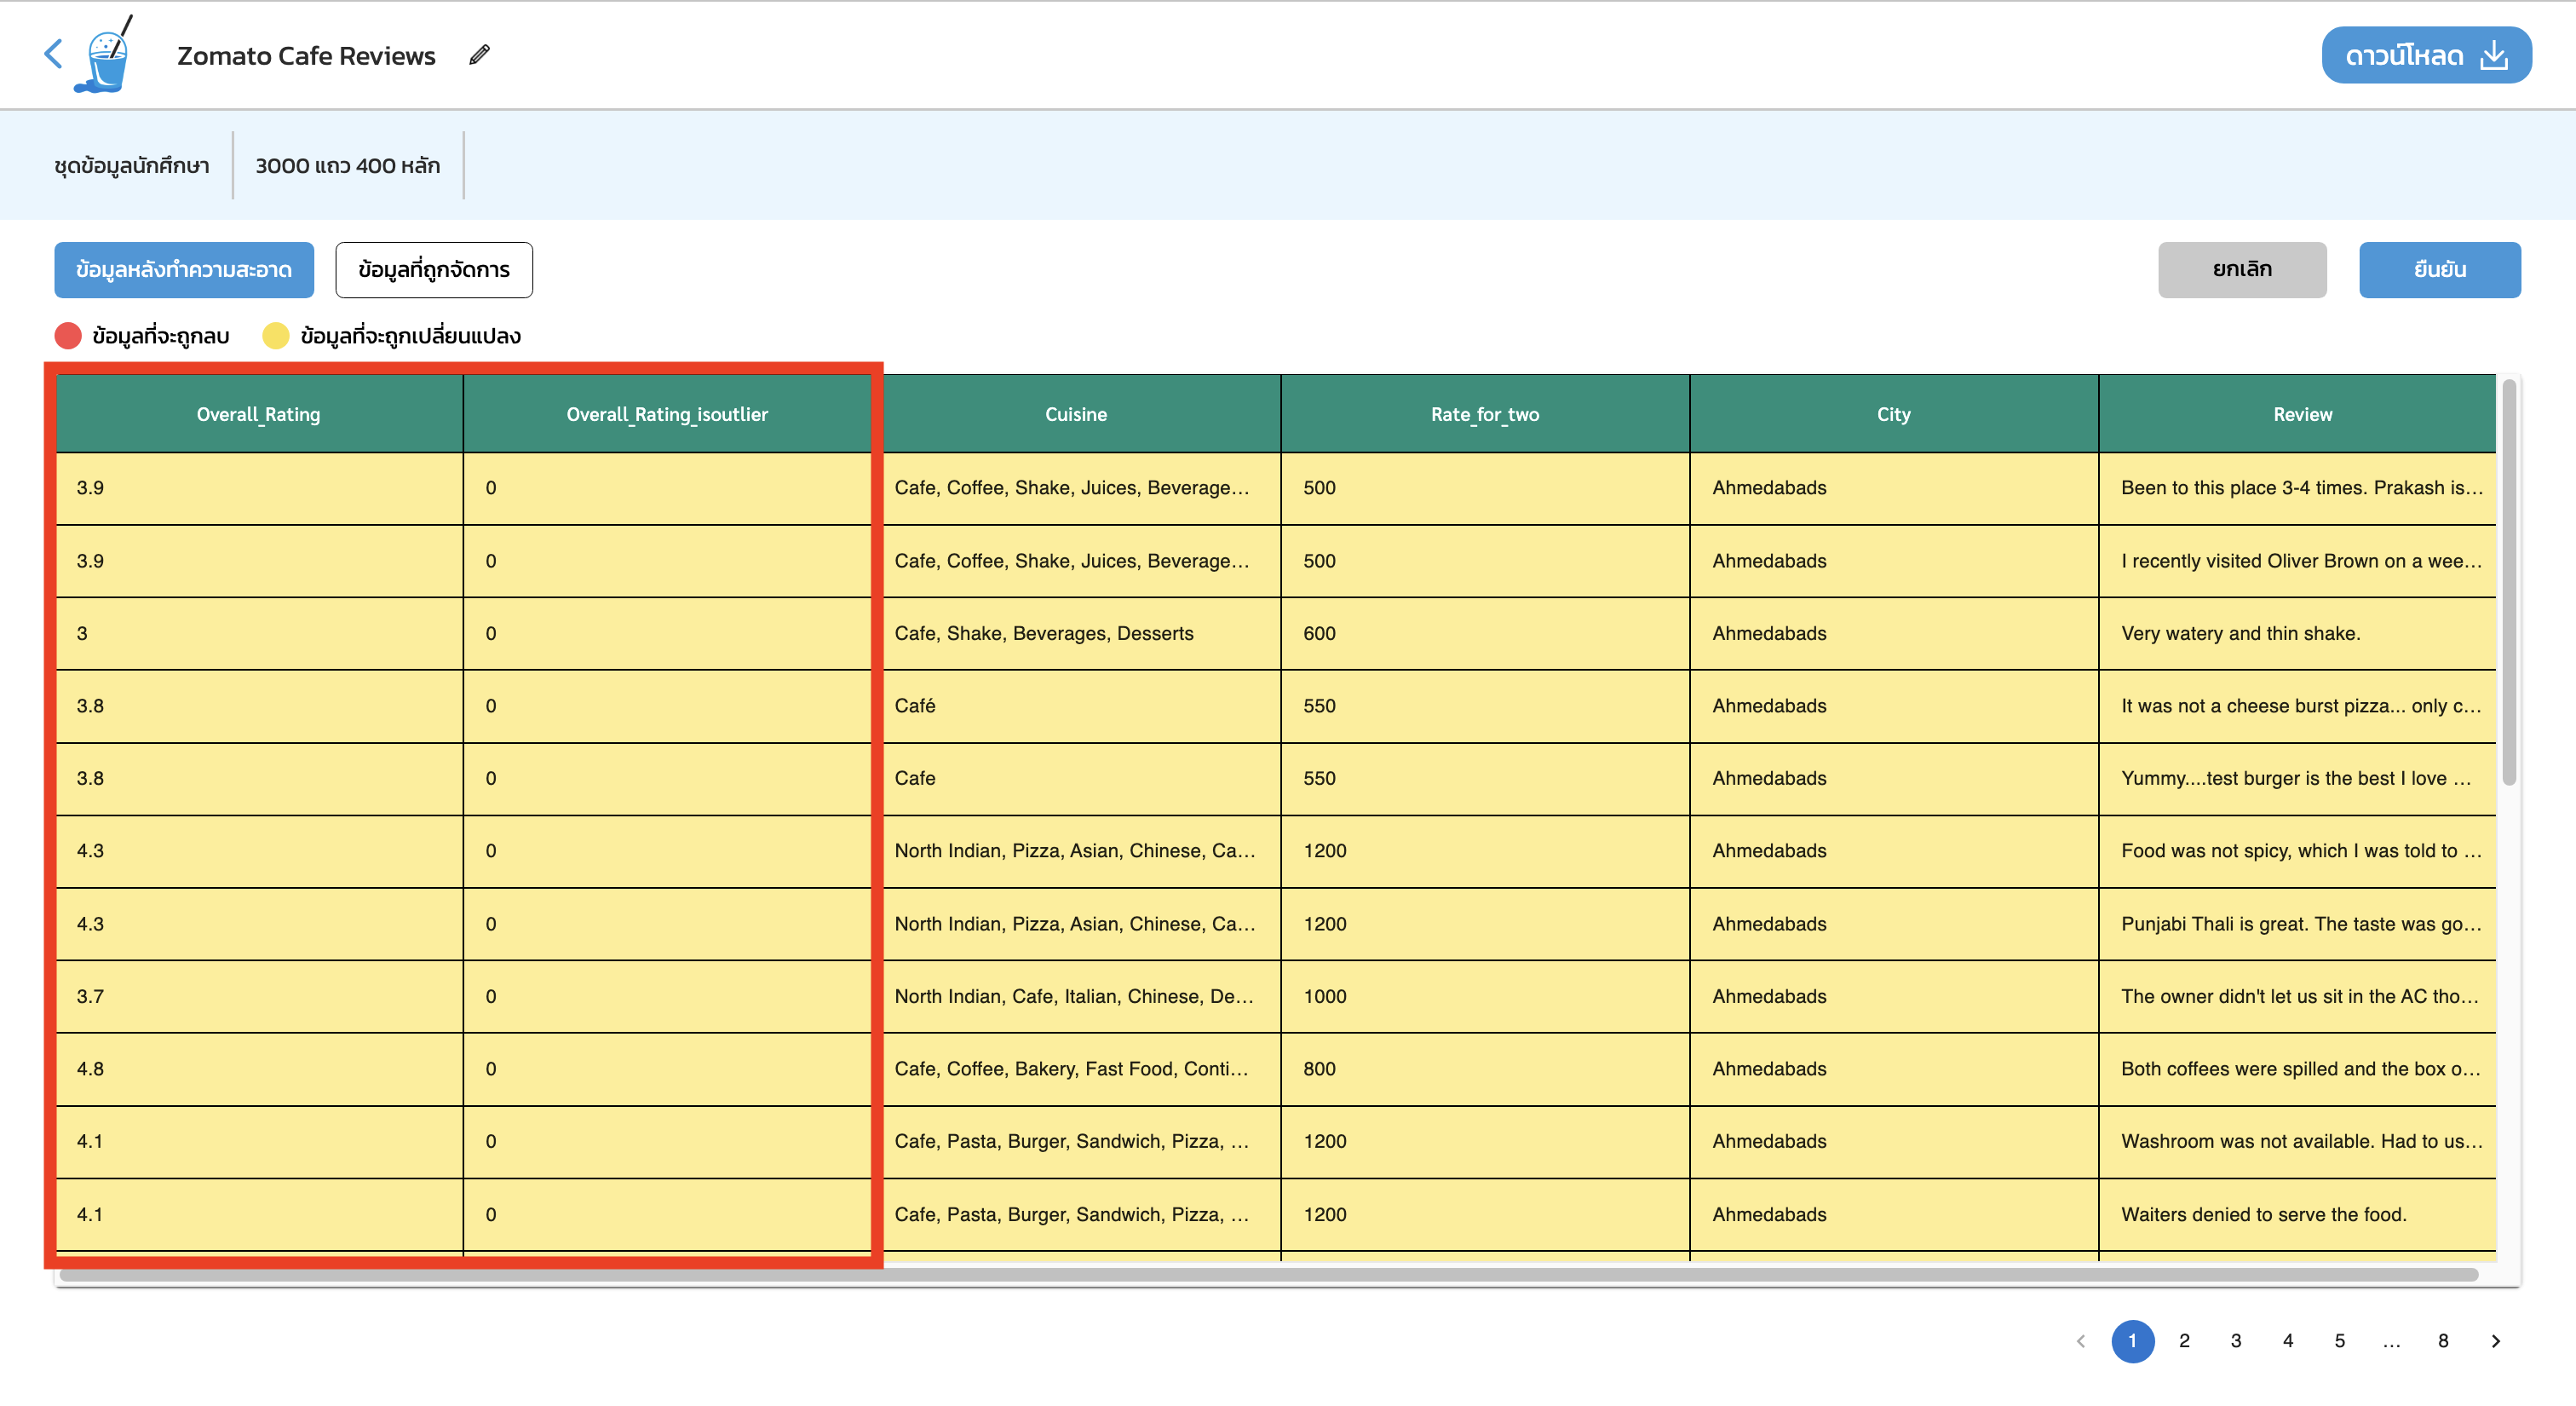 Zomato Cafe Reviews
ดาวน์โหลด
ชุดข้อมูลนักศึกษา 3000 แถว 400 หลัก
ข้อมูลหลังทำความสะอาด ข้อมูลที่ถูกจัดการ ยกเลิก ยืนยัน
ข้อมูลที่จะถูกลบ ข้อมูลที่จะถูกเปลี่ยนแปลง
Overall_Rating Overall_Rating_isoutlier Cuisine Rate_for_two City Review
3.9 0 Cafe, Coffee, Shake, Juices, Beverage... 500 Ahmedabads Been to this place 3-4 times. Prakash is...
3.9 0 Cafe, Coffee, Shake, Juices, Beverage... 500 Ahmedabads I recently visited Oliver Brown on a wee...
3 0 Cafe, Shake, Beverages, Desserts 600 Ahmedabads Very watery and thin shake.
3.8 0 Café 550 Ahmedabads It was not a cheese burst pizza... only c...
3.8 0 Cafe 550 Ahmedabads Yummy....test burger is the best I love ...
4.3 0 North Indian, Pizza, Asian, Chinese, Ca... 1200 Ahmedabads Food was not spicy, which I was told to ...
4.3 0 North Indian, Pizza, Asian, Chinese, Ca... 1200 Ahmedabads Punjabi Thali is great. The taste was go...
3.7 0 North Indian, Cafe, Italian, Chinese, De... 1000 Ahmedabads The owner didn't let us sit in the AC tho...
4.8 0 Cafe, Coffee, Bakery, Fast Food, Conti... 800 Ahmedabads Both coffees were spilled and the box o...
4.1 0 Cafe, Pasta, Burger, Sandwich, Pizza, ... 1200 Ahmedabads Washroom was not available. Had to us...
4.1 0 Cafe, Pasta, Burger, Sandwich, Pizza, ... 1200 Ahmedabads Waiters denied to serve the food.
1 2 3 4 5 ... 8